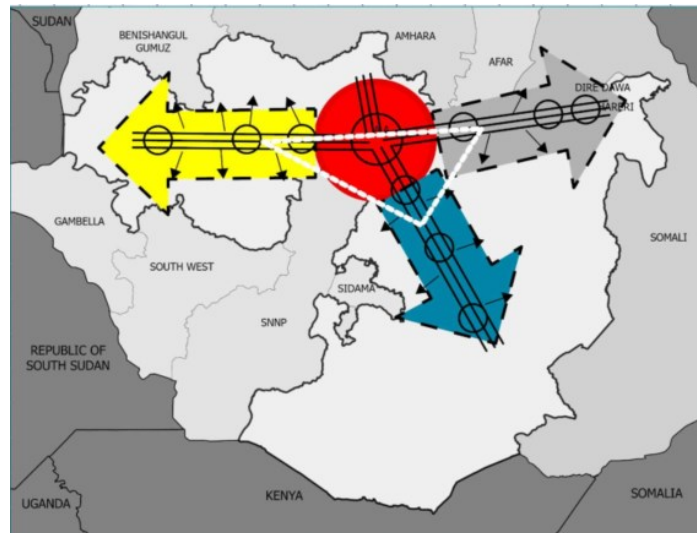 SUDAN
BENISHANGUL
GUMUZ
AMHARA
AFAR
DIRE DAWA
HARERI
GAMBELLA
SOUTH WEST
SIDAMA
SOMALI
SNNP
REPUBLIC OF
SOUTH SUDAN
UGANDA
KENYA
SOMALIA